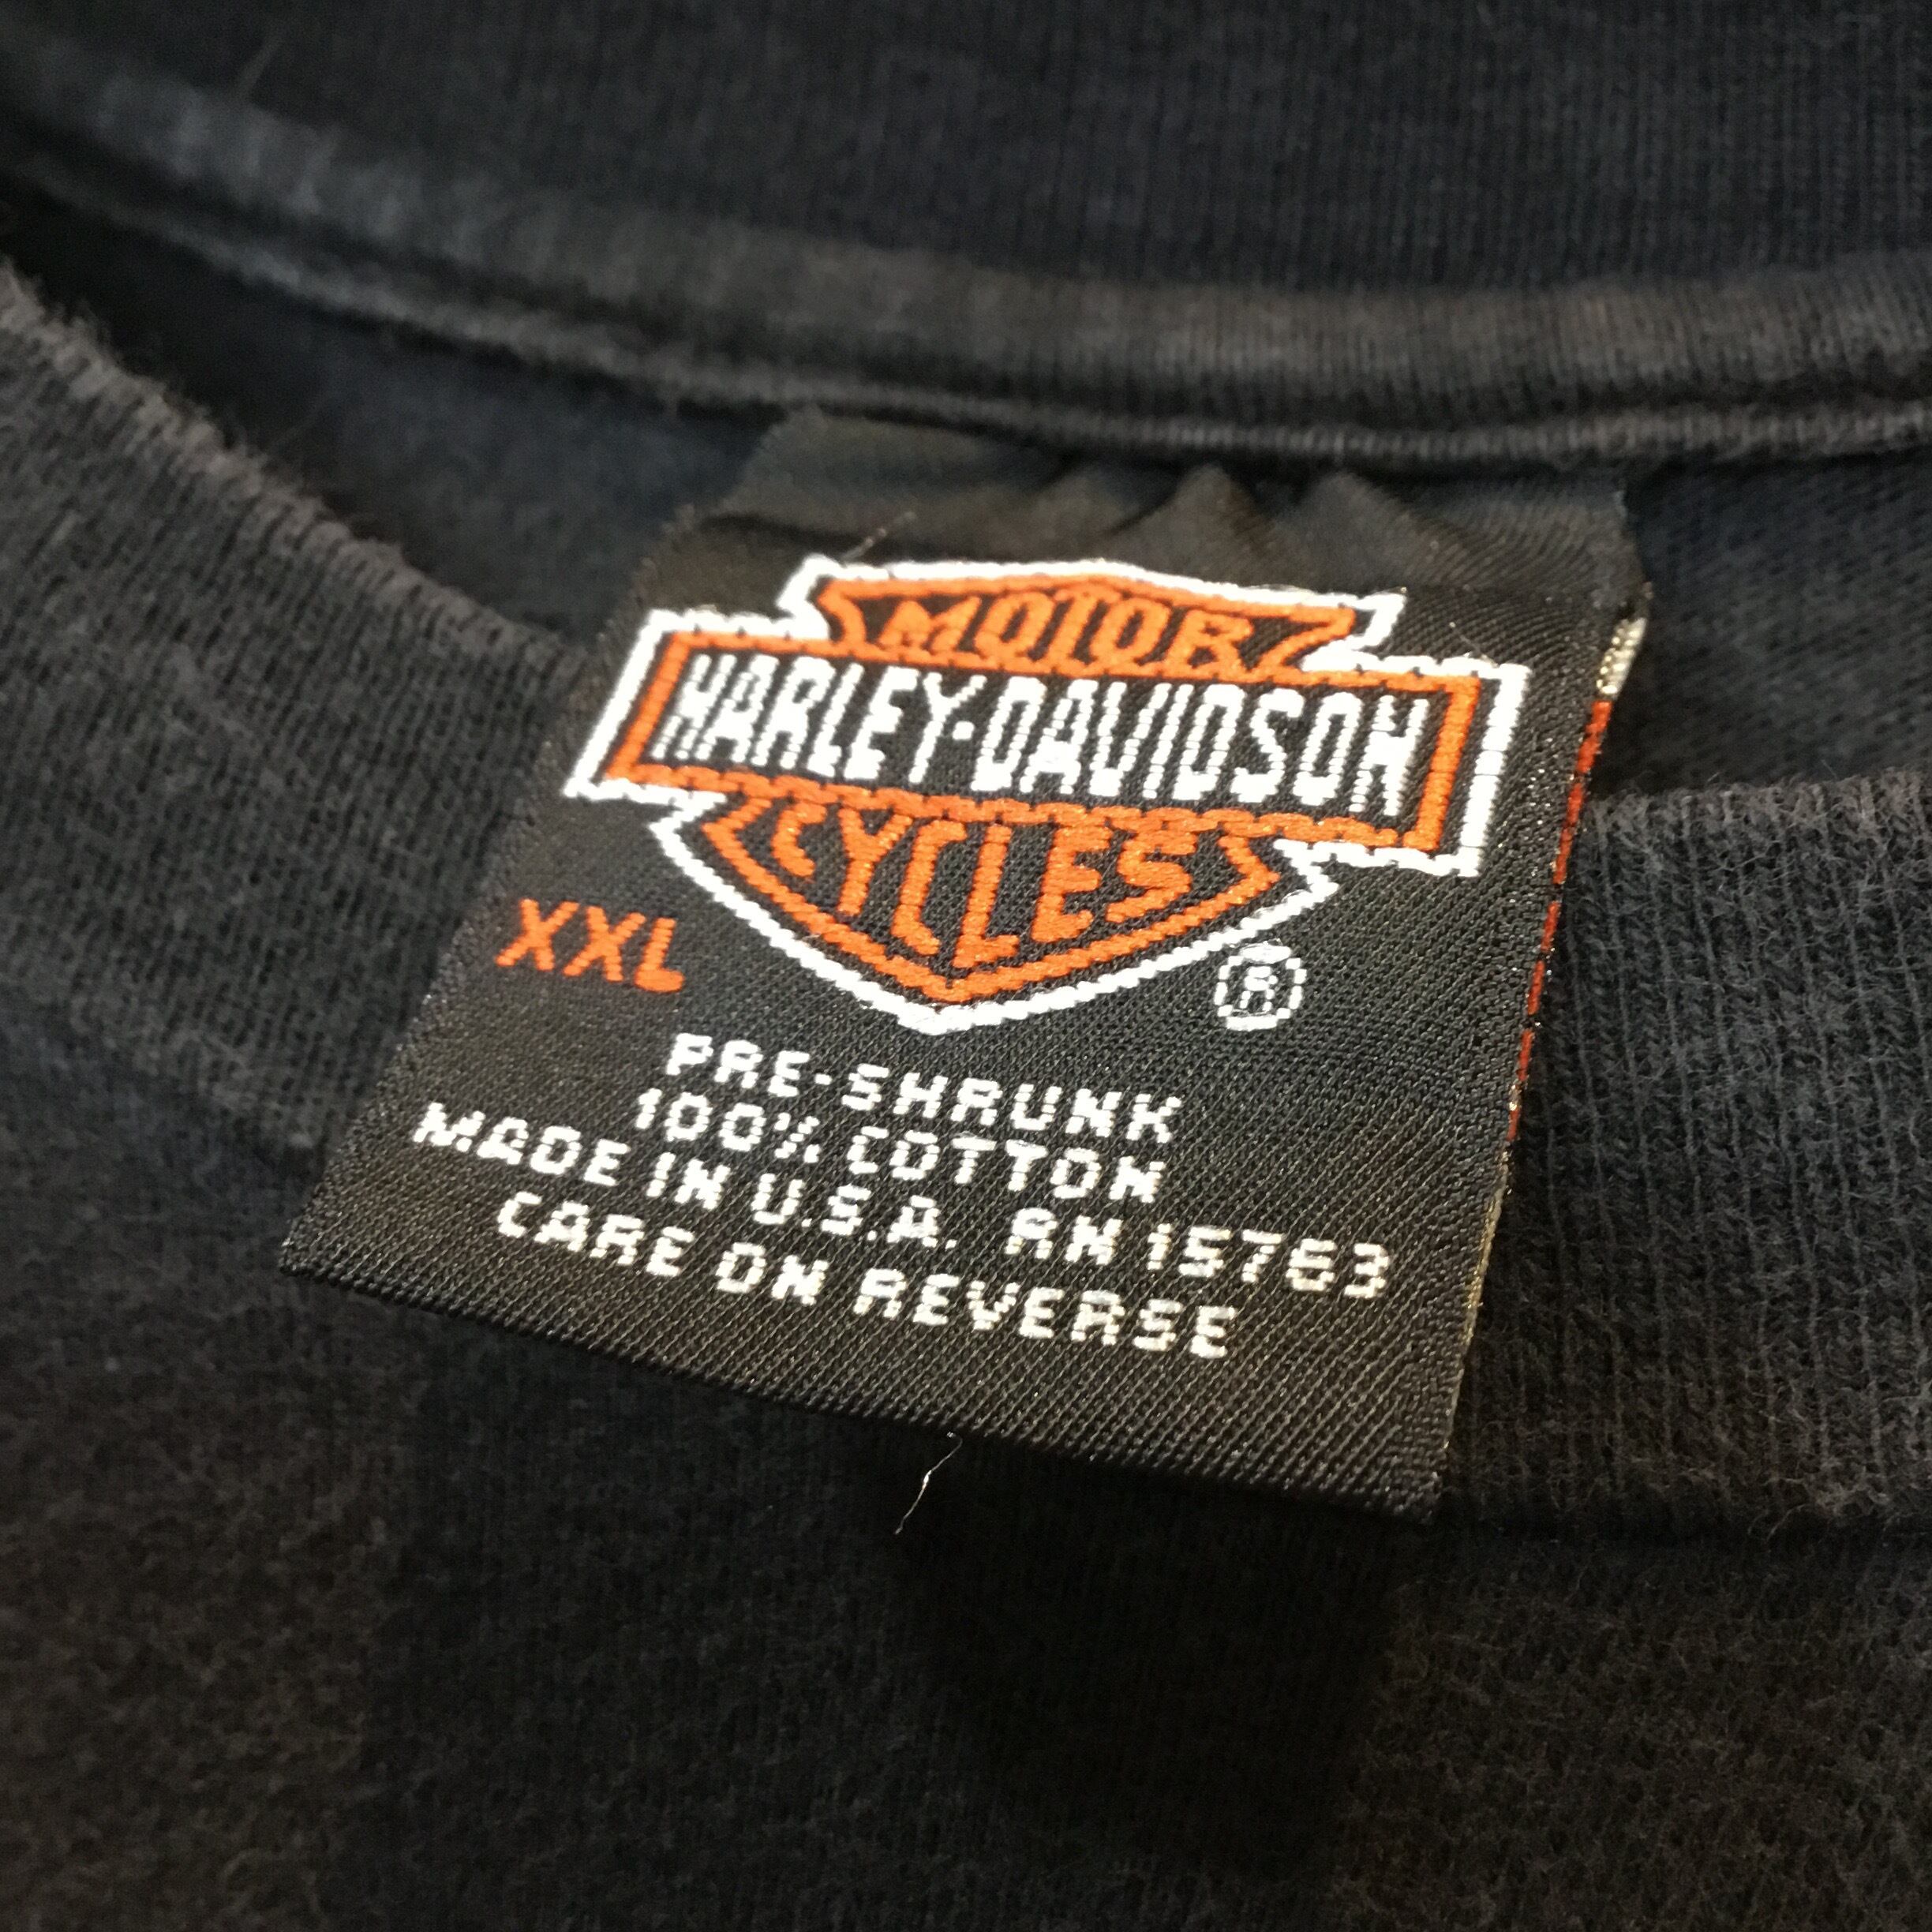 MOTOR
HARLEY-DAVIDSON
CYCLES
XXL
®
PRE-SHRUNK
100% COTTON
MADE IN U.S.A. RN 15763
CARE ON REVERSE